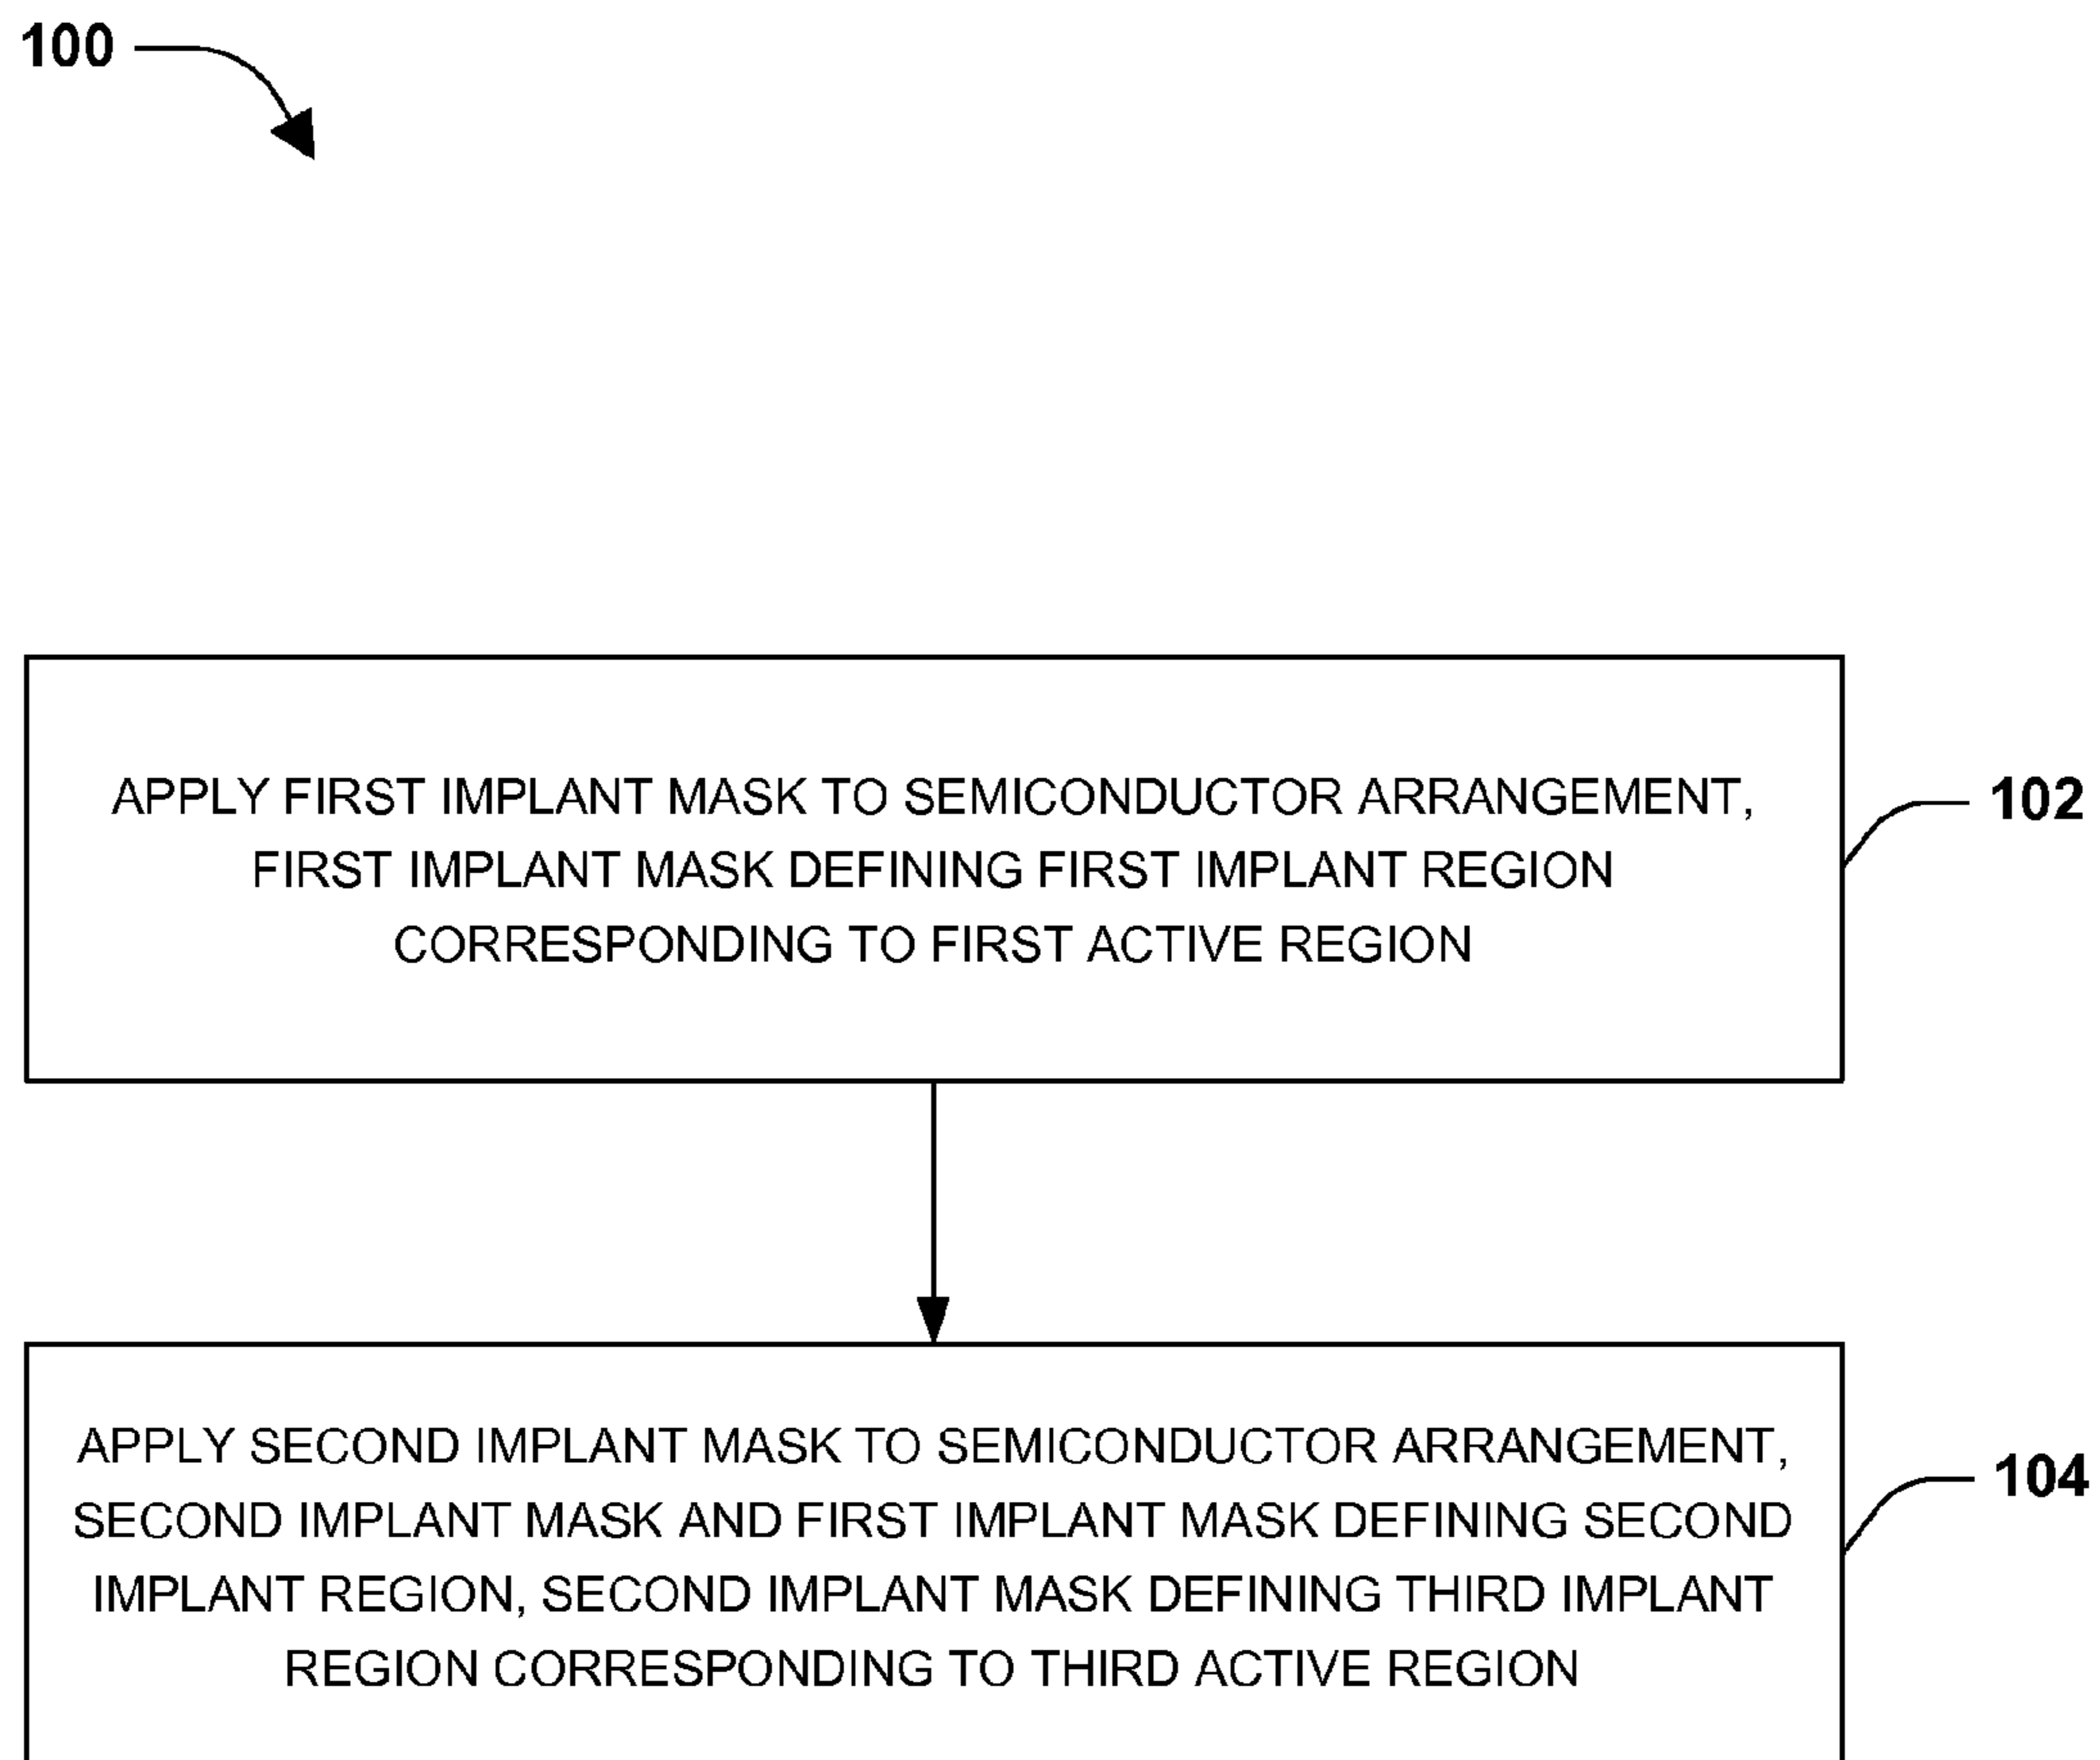 100
APPLY FIRST IMPLANT MASK TO SEMICONDUCTOR ARRANGEMENT,
FIRST IMPLANT MASK DEFINING FIRST IMPLANT REGION
CORRESPONDING TO FIRST ACTIVE REGION
102
APPLY SECOND IMPLANT MASK TO SEMICONDUCTOR ARRANGEMENT,
SECOND IMPLANT MASK AND FIRST IMPLANT MASK DEFINING SECOND
IMPLANT REGION, SECOND IMPLANT MASK DEFINING THIRD IMPLANT
REGION CORRESPONDING TO THIRD ACTIVE REGION
104